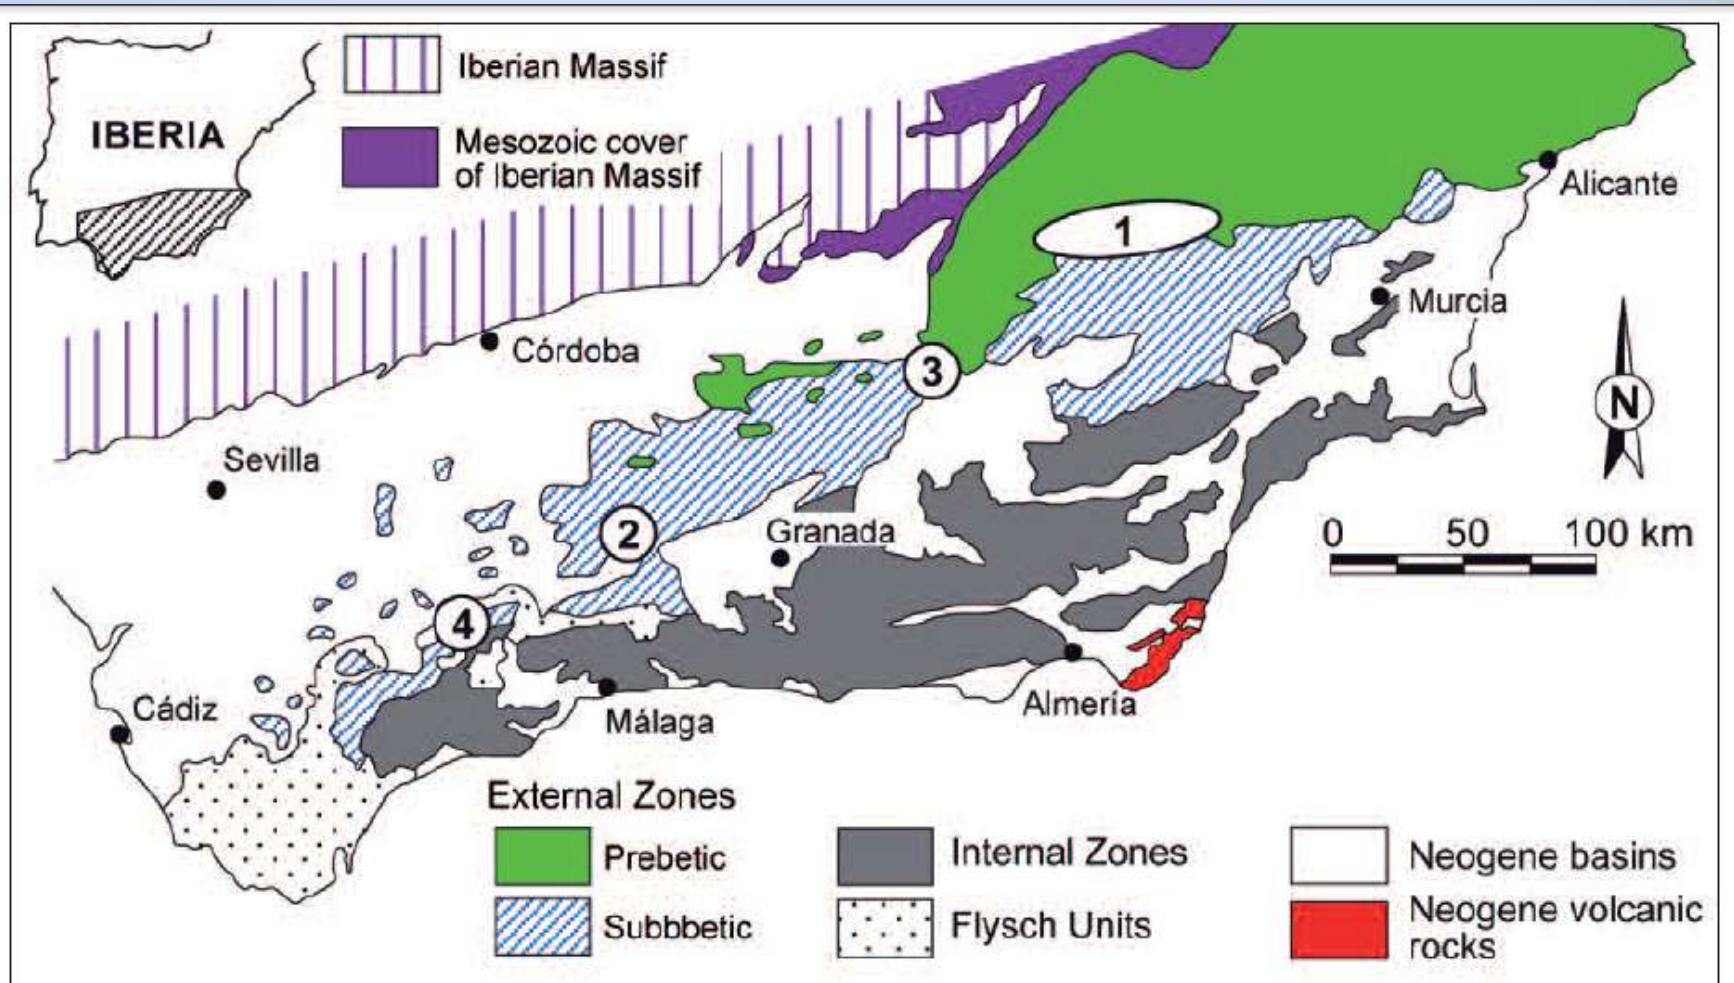 IBERIA
Iberian Massif
Mesozoic cover
of Iberian Massif
1
Alicante
Murcia
Córdoba
3
N
Sevilla
0 50 100 km
2
Granada
4
Cádiz
Málaga
Almería
External Zones
Prebetic
Subbbetic
Internal Zones
Flysch Units
Neogene basins
Neogene volcanic
rocks